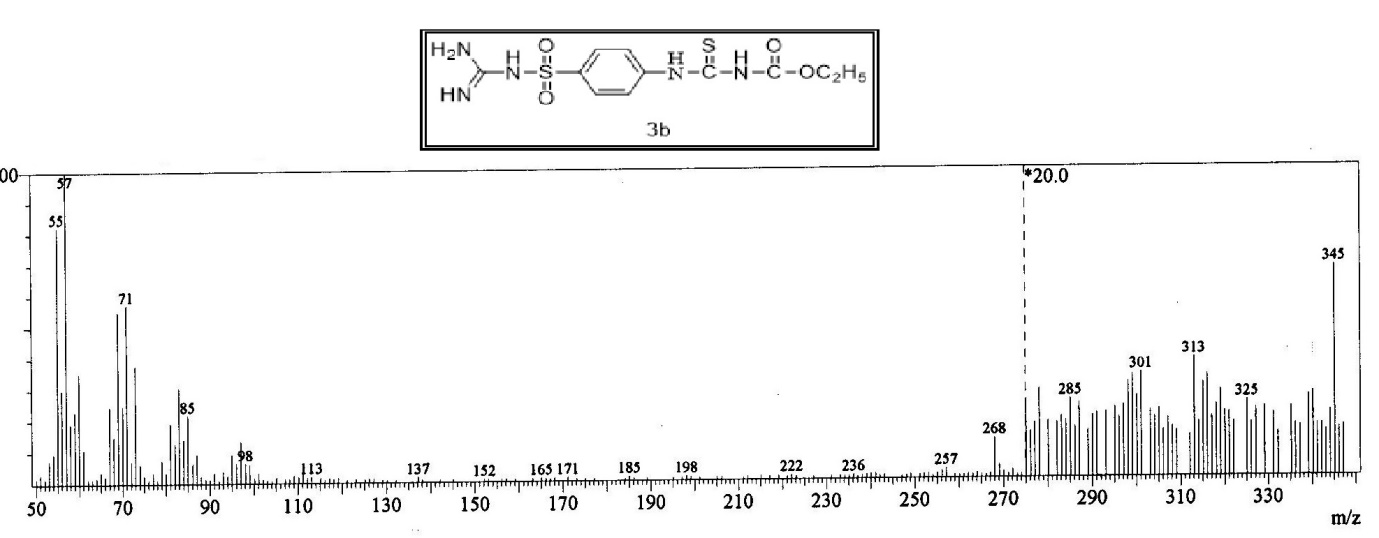 H₂N
H
N
O
S
O
HN
H
N
S
C
H
N
O
C
OC₂H₅
3b
00
57
*20.0
55
345
71
313
301
285
85
325
268
98
113
137
152
165 171
185
198
222
236
257
50 70 90 110 130 150 170 190 210 230 250 270 290 310 330
m/z